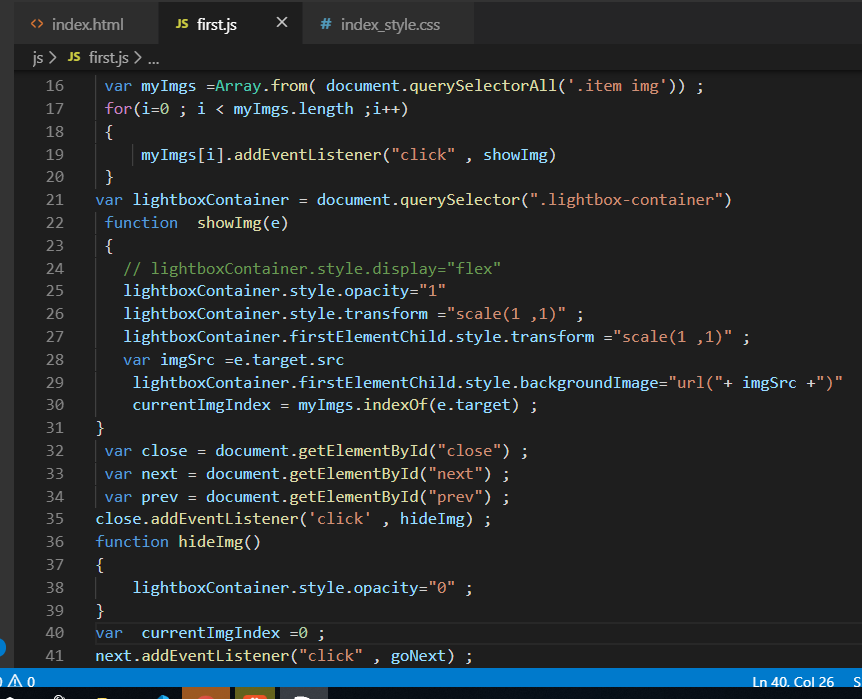 <> index.html JS first.js × # index_style.css
js > JS first.js > ...
16 var myImgs =Array.from( document.querySelectorAll('.item img')) ;
17 for(i=0 ; i < myImgs.length ;i++)
18 {
19 myImgs[i].addEventListener("click" , showImg)
20 }
21 var lightboxContainer = document.querySelector(".lightbox-container")
22 function  showImg(e)
23 {
24 // lightboxContainer.style.display="flex"
25 lightboxContainer.style.opacity="1"
26 lightboxContainer.style.transform ="scale(1 ,1)" ;
27 lightboxContainer.firstElementChild.style.transform ="scale(1 ,1)" ;
28 var imgSrc =e.target.src
29 lightboxContainer.firstElementChild.style.backgroundImage="url("+ imgSrc +")"
30 currentImgIndex = myImgs.indexOf(e.target) ;
31 }
32 var close = document.getElementById("close") ;
33 var next = document.getElementById("next") ;
34 var prev = document.getElementById("prev") ;
35 close.addEventListener('click' , hideImg) ;
36 function hideImg()
37 {
38 lightboxContainer.style.opacity="0" ;
39 }
40 var  currentImgIndex =0 ;
41 next.addEventListener("click" , goNext) ;
0 Ln 40, Col 26